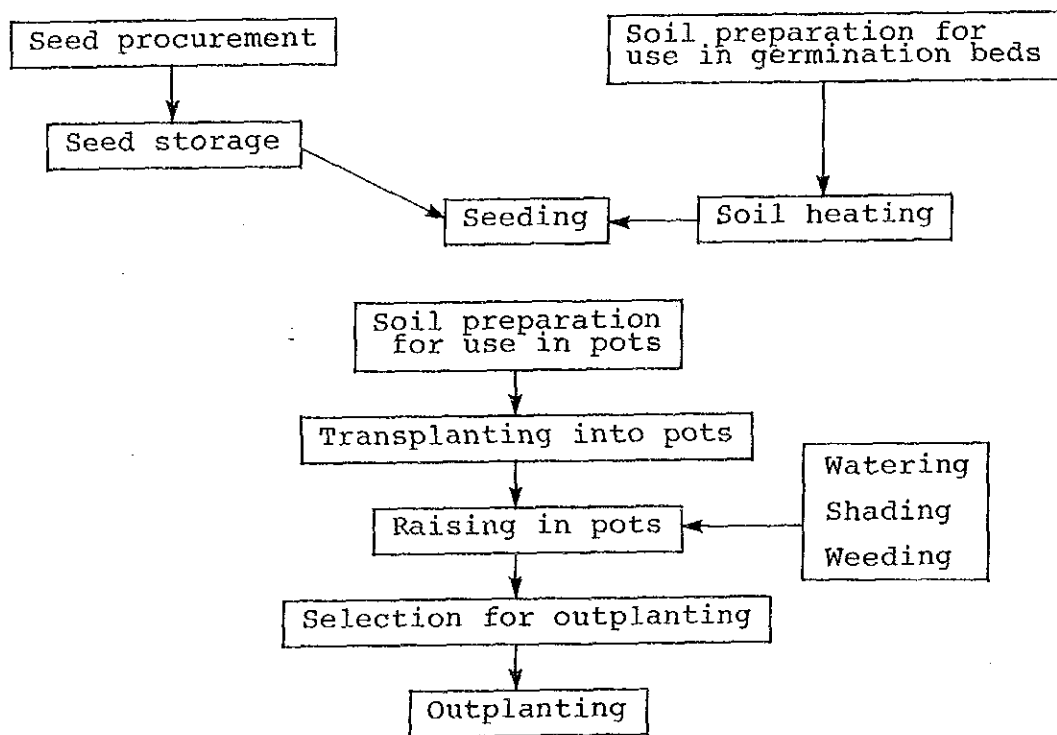 Seed procurement
Soil preparation for
use in germination beds
Seed storage
Seeding
Soil heating
Soil preparation
for use in pots
Transplanting into pots
Watering
Shading
Weeding
Raising in pots
Selection for outplanting
Outplanting